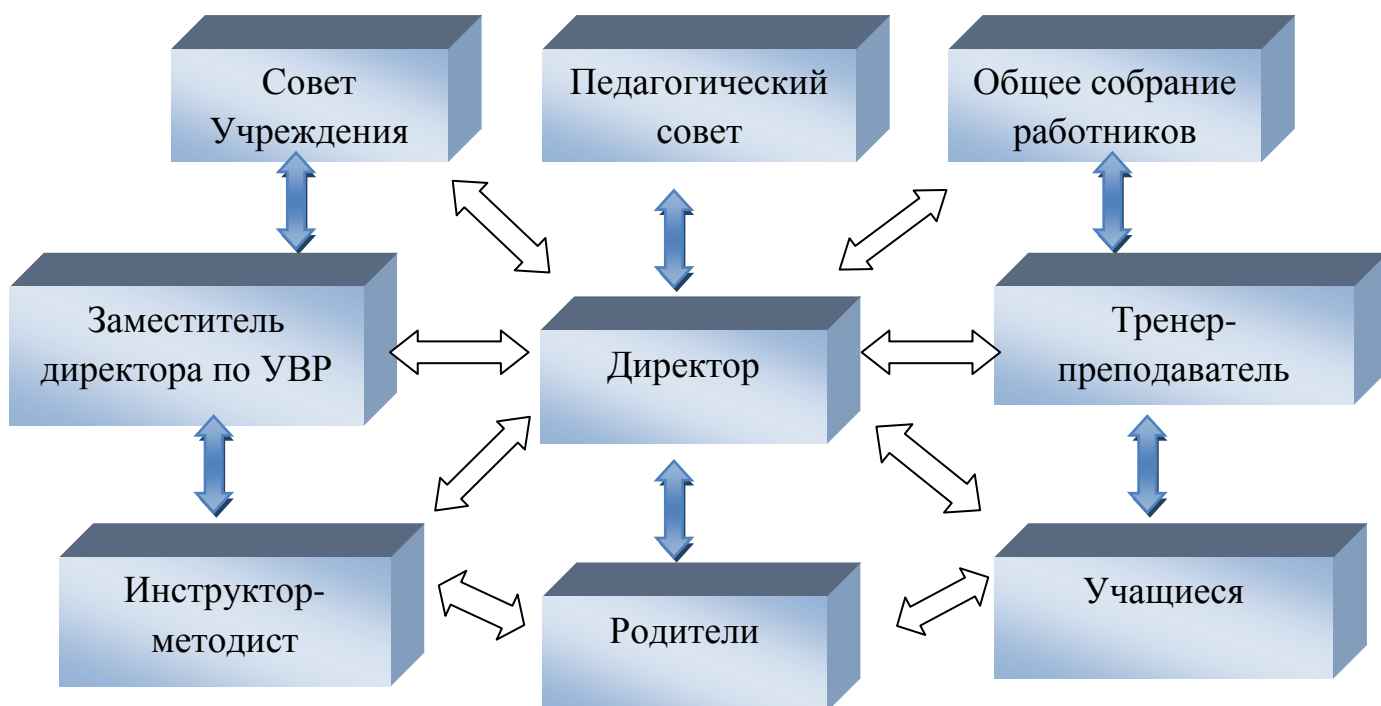 Совет
Учреждения
Педагогический
совет
Общее собрание
работников
Заместитель
директора по УВР
Директор
Тренер-
преподаватель
Инструктор-
методист
Родители
Учащиеся